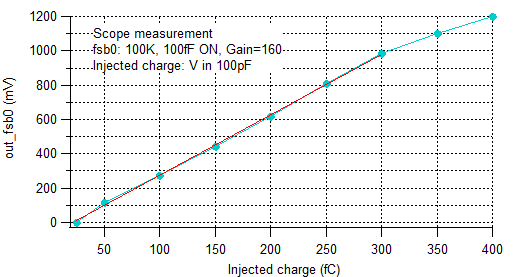 Scope measurement
fsb0: 100K, 100fF ON, Gain=160
Injected charge: V in 100pF
1200
1000
800
600
400
200
0
out_fsb0 (mV)
50 100 150 200 250 300 350 400
Injected charge (fC)